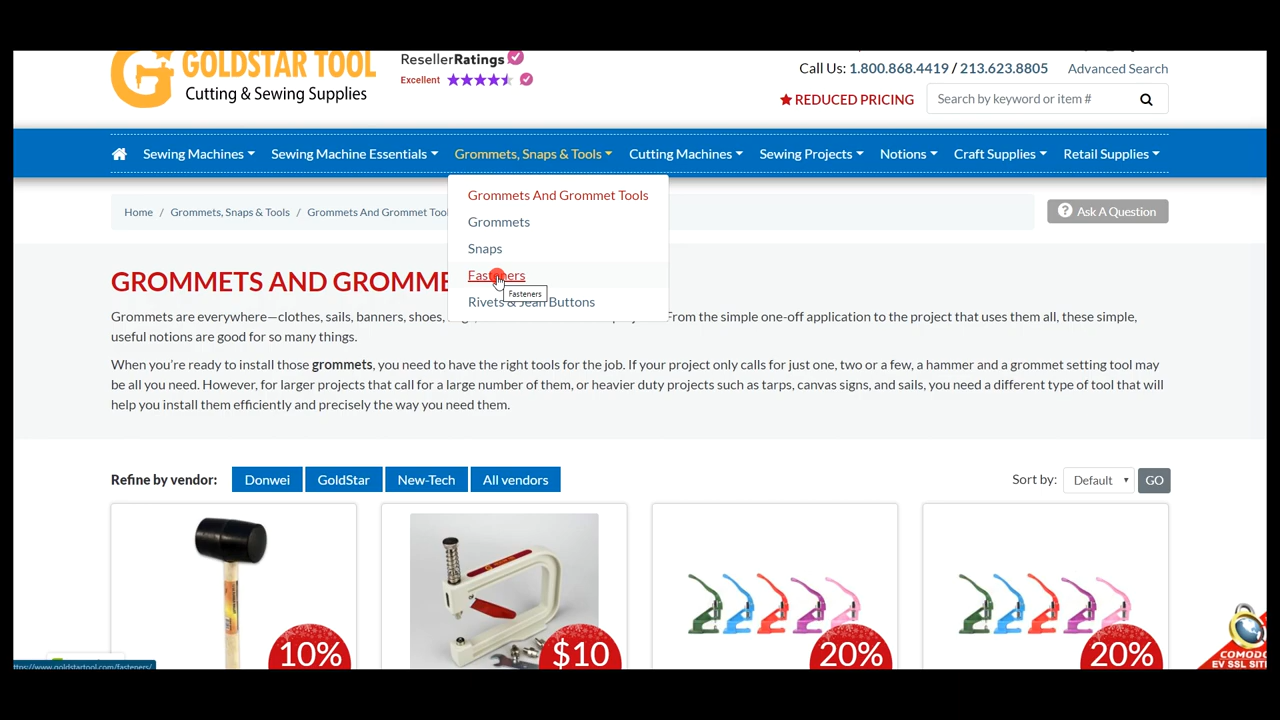 GOLDSTAR TOOL
Cutting & Sewing Supplies
ResellerRatings
Excellent
Call Us: 1.800.868.4419 / 213.623.8805
Advanced Search
REDUCED PRICING
Search by keyword or item #
Sewing Machines
Sewing Machine Essentials
Grommets, Snaps & Tools
Cutting Machines
Sewing Projects
Notions
Craft Supplies
Retail Supplies
Grommets And Grommet Tools
Grommets
Snaps
Fasteners
Fasteners
Rivets & Jean Buttons
Home / Grommets, Snaps & Tools / Grommets And Grommet Tool
Ask A Question
GROMMETS AND GROMME
Grommets are everywhere—clothes, sails, banners, shoes, From the simple one-off application to the project that uses them all, these simple,
useful notions are good for so many things.
When you're ready to install those grommets, you need to have the right tools for the job. If your project only calls for just one, two or a few, a hammer and a grommet setting tool may
be all you need. However, for larger projects that call for a large number of them, or heavier duty projects such as tarps, canvas signs, and sails, you need a different type of tool that will
help you install them efficiently and precisely the way you need them.
Refine by vendor:
Donwei
GoldStar
New-Tech
All vendors
Sort by:
Default
GO
10%
$10
20%
20%
COMODO
EV SSL SITE
ttps://www.goldstartool.com/fasteners/